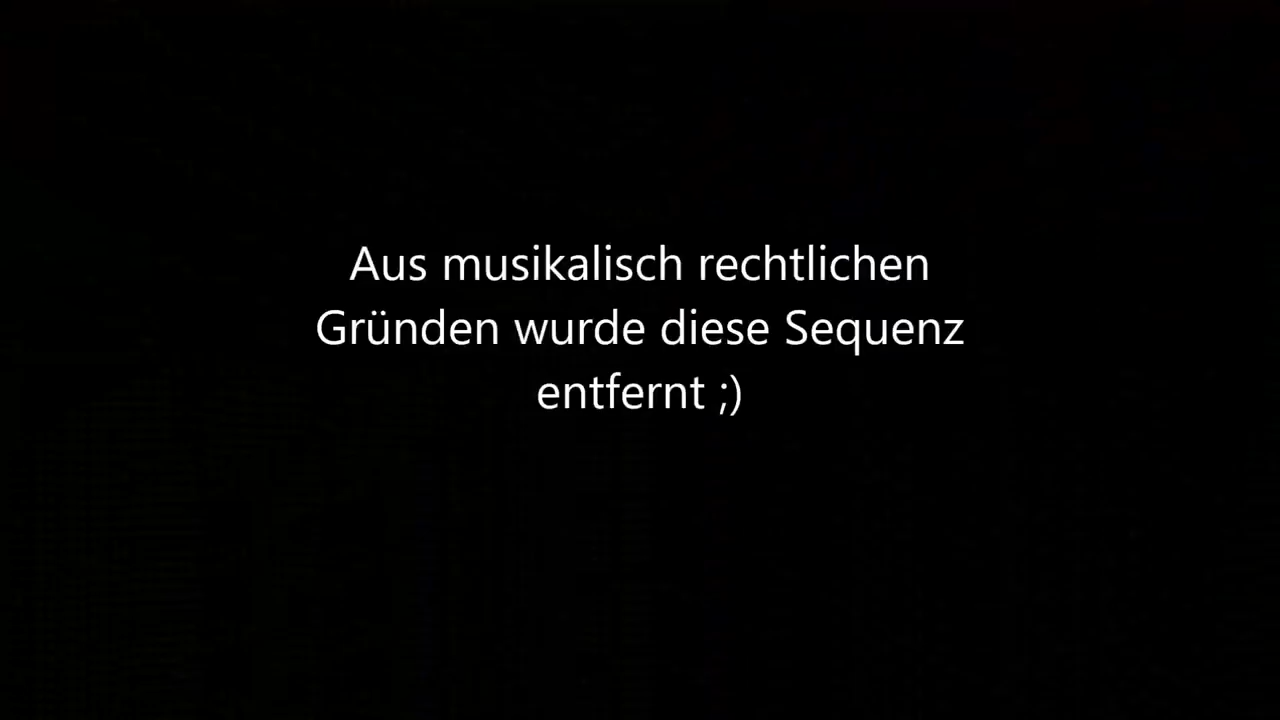 Aus musikalisch rechtlichen
Gründen wurde diese Sequenz
entfernt ;)